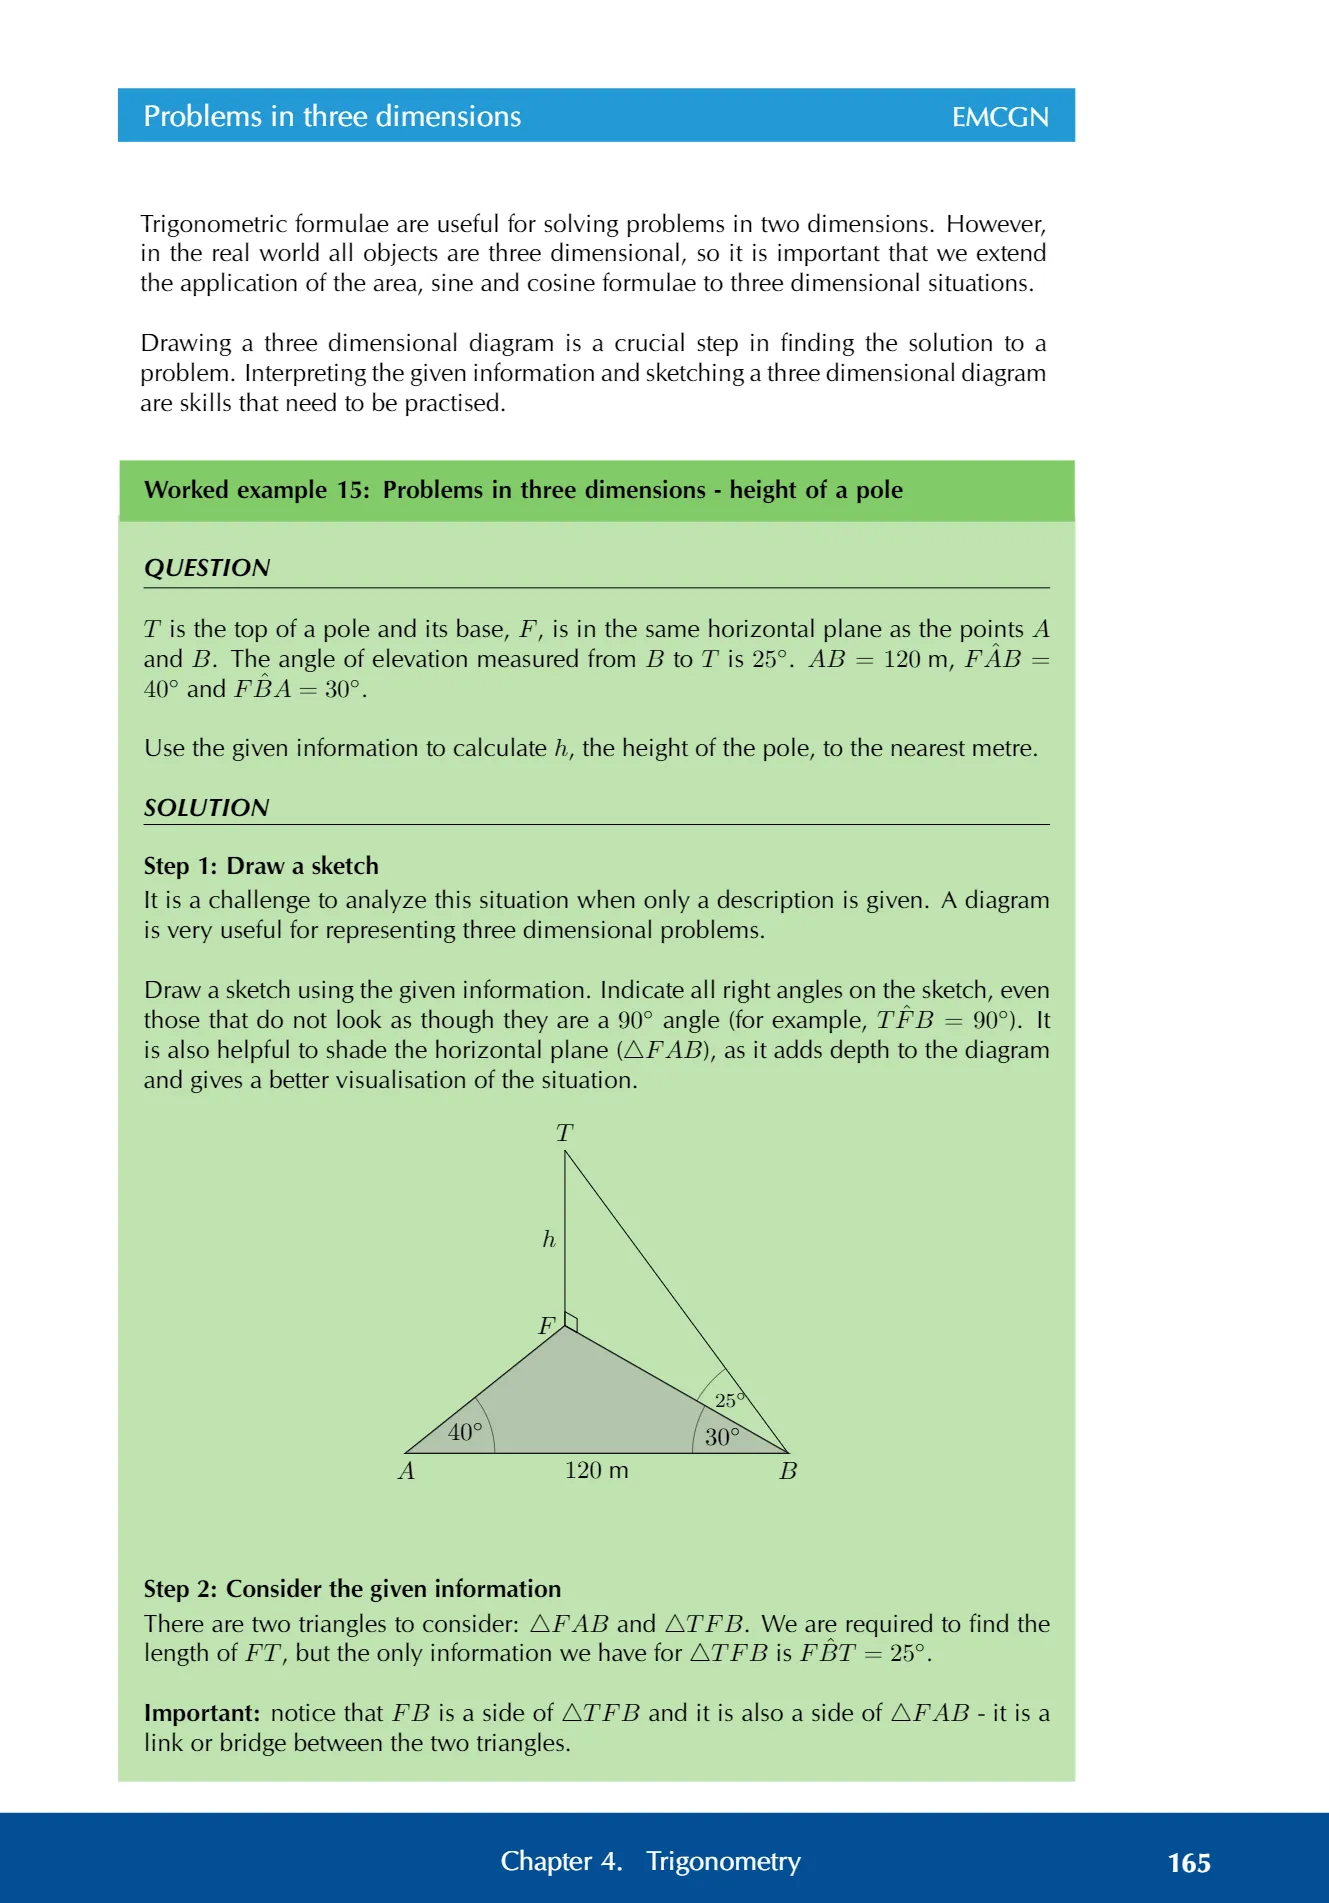 Problems in three dimensions EMCGN
Trigonometric formulae are useful for solving problems in two dimensions. However,
in the real world all objects are three dimensional, so it is important that we extend
the application of the area, sine and cosine formulae to three dimensional situations.
Drawing a three dimensional diagram is a crucial step in finding the solution to a
problem. Interpreting the given information and sketching a three dimensional diagram
are skills that need to be practised.
Worked example 15: Problems in three dimensions - height of a pole
QUESTION
T is the top of a pole and its base, F, is in the same horizontal plane as the points A
and B. The angle of elevation measured from B to T is 25°. AB = 120 m, FÂB =
40° and FB̂A = 30°.
Use the given information to calculate h, the height of the pole, to the nearest metre.
SOLUTION
Step 1: Draw a sketch
It is a challenge to analyze this situation when only a description is given. A diagram
is very useful for representing three dimensional problems.
Draw a sketch using the given information. Indicate all right angles on the sketch, even
those that do not look as though they are a 90° angle (for example, TF̂B = 90°). It
is also helpful to shade the horizontal plane (△FAB), as it adds depth to the diagram
and gives a better visualisation of the situation.
T
h
F
25°
40° 30°
A 120 m B
Step 2: Consider the given information
There are two triangles to consider: △FAB and △TFB. We are required to find the
length of FT, but the only information we have for △TFB is FB̂T = 25°.
Important: notice that FB is a side of △TFB and it is also a side of △FAB - it is a
link or bridge between the two triangles.
Chapter 4. Trigonometry 165